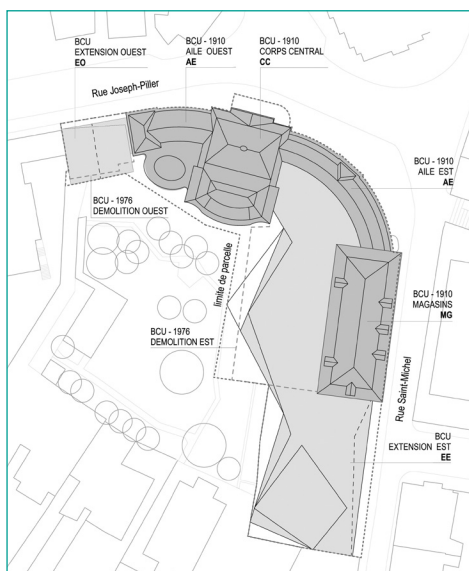 BCU
EXTENSION OUEST
EO
BCU - 1910
AILE OUEST
AE
BCU - 1910
CORPS CENTRAL
CC
Rue Joseph-Piller
BCU - 1910
AILE EST
AE
BCU - 1976
DEMOLITION OUEST
limite de parcelle
BCU - 1910
MAGASINS
MG
BCU - 1976
DEMOLITION EST
Rue Saint-Michel
BCU
EXTENSION EST
EE